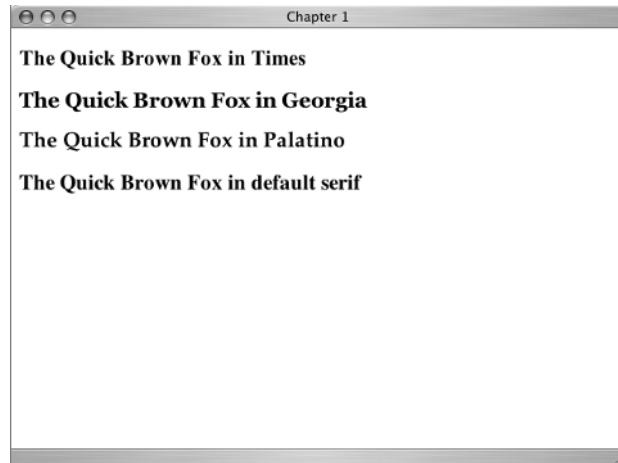 Chapter 1
The Quick Brown Fox in Times
The Quick Brown Fox in Georgia
The Quick Brown Fox in Palatino
The Quick Brown Fox in default serif